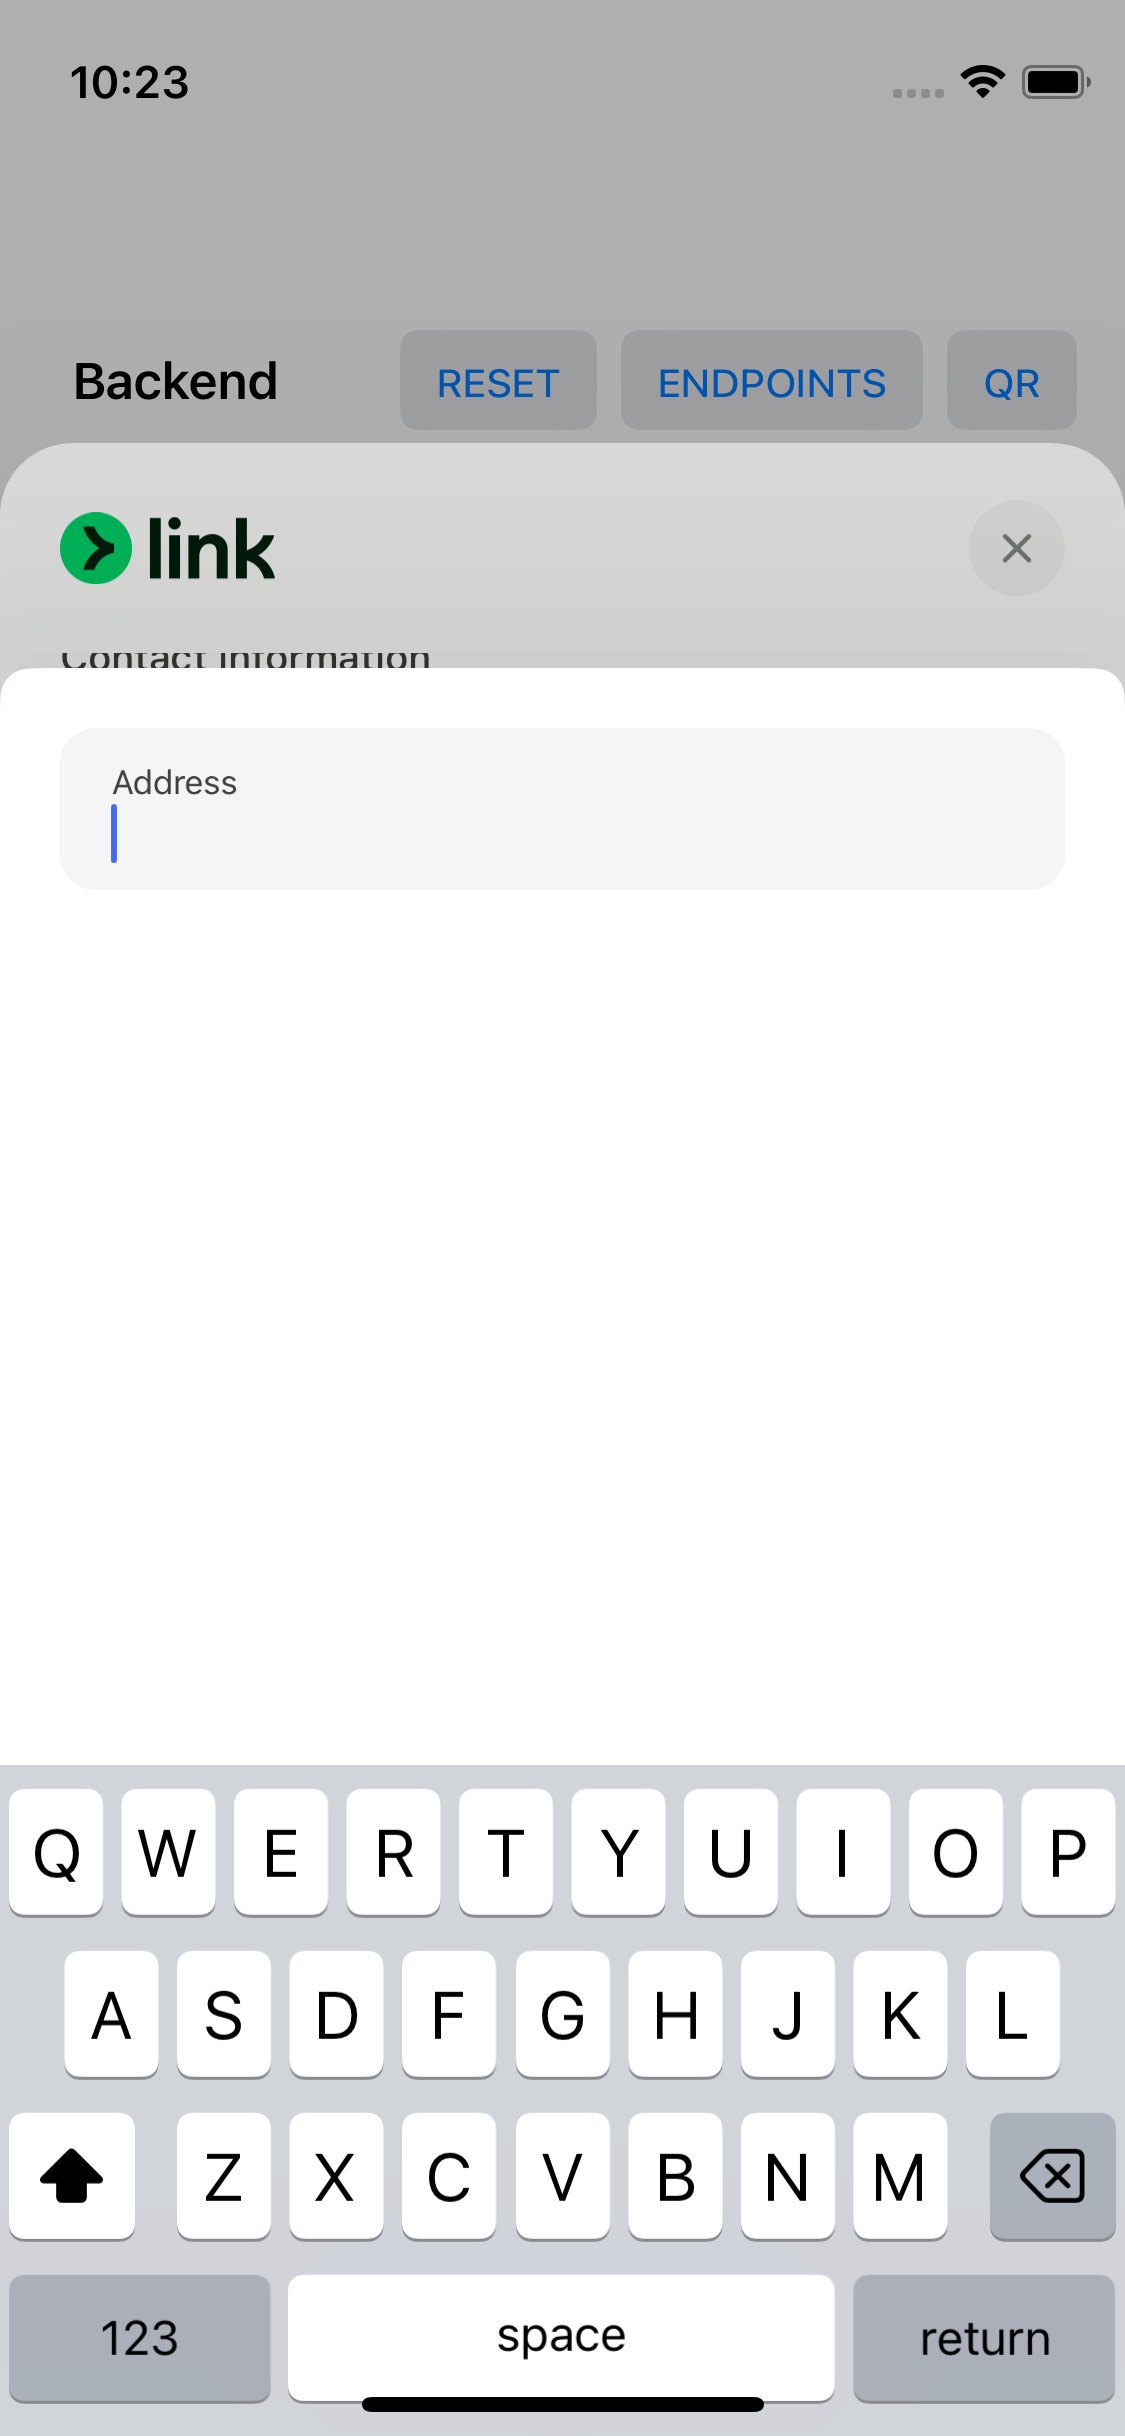 10:23
Backend
RESET
ENDPOINTS
QR
link
Contact information
Address
Q W E R T Y U I O P
A S D F G H J K L
Z X C V B N M
123
space
return